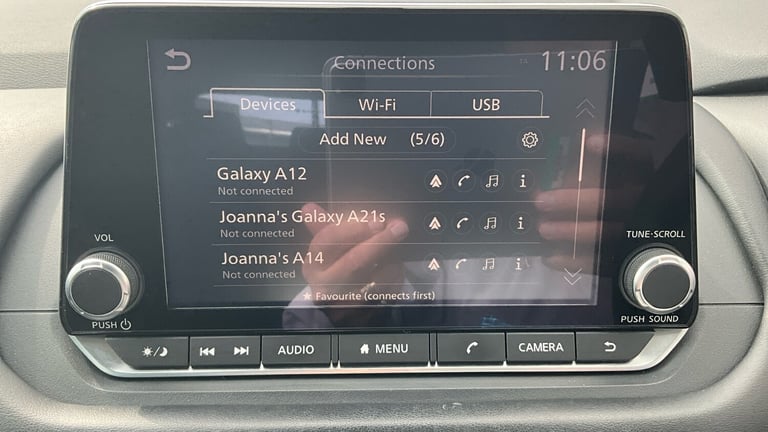 Connections
11:06
Devices
Wi-Fi
USB
Add New (5/6)
Galaxy A12
Not connected
Joanna's Galaxy A21s
Not connected
Joanna's A14
Not connected
★ Favourite (connects first)
VOL
PUSH
TUNE·SCROLL
PUSH SOUND
AUDIO
MENU
CAMERA